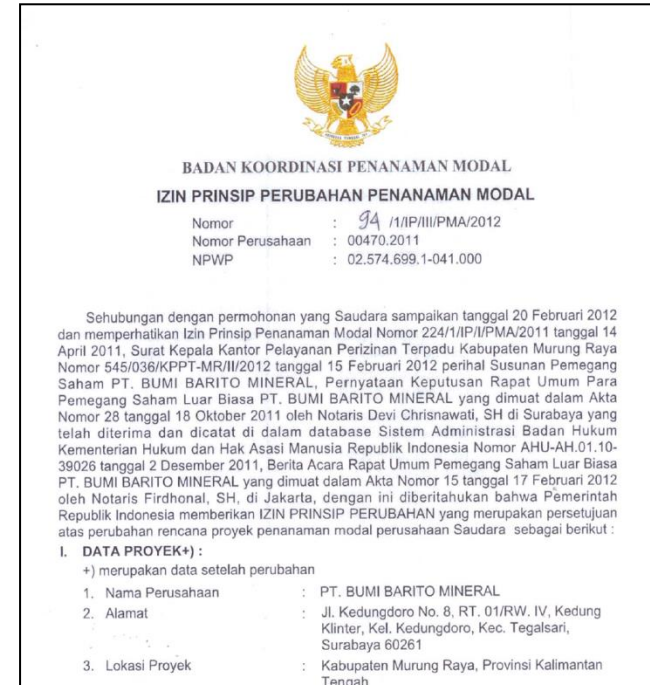 BADAN KOORDINASI PENANAMAN MODAL
IZIN PRINSIP PERUBAHAN PENANAMAN MODAL
Nomor : 94 /1/IP/III/PMA/2012
Nomor Perusahaan : 00470.2011
NPWP : 02.574.699.1-041.000
Sehubungan dengan permohonan yang Saudara sampaikan tanggal 20 Februari 2012
dan memperhatikan Izin Prinsip Penanaman Modal Nomor 224/1/IP/I/PMA/2011 tanggal 14
April 2011, Surat Kepala Kantor Pelayanan Perizinan Terpadu Kabupaten Murung Raya
Nomor 545/036/KPPT-MR/II/2012 tanggal 15 Februari 2012 perihal Susunan Pemegang
Saham PT. BUMI BARITO MINERAL, Pernyataan Keputusan Rapat Umum Para
Pemegang Saham Luar Biasa PT. BUMI BARITO MINERAL yang dimuat dalam Akta
Nomor 28 tanggal 18 Oktober 2011 oleh Notaris Devi Chrisnawati, SH di Surabaya yang
telah diterima dan dicatat di dalam database Sistem Administrasi Badan Hukum
Kementerian Hukum dan Hak Asasi Manusia Republik Indonesia Nomor AHU-AH.01.10-
39026 tanggal 2 Desember 2011, Berita Acara Rapat Umum Pemegang Saham Luar Biasa
PT. BUMI BARITO MINERAL yang dimuat dalam Akta Nomor 15 tanggal 17 Februari 2012
oleh Notaris Firdhonal, SH, di Jakarta, dengan ini diberitahukan bahwa Pemerintah
Republik Indonesia memberikan IZIN PRINSIP PERUBAHAN yang merupakan persetujuan
atas perubahan rencana proyek penanaman modal perusahaan Saudara sebagai berikut :
I. DATA PROYEK+) :
+) merupakan data setelah perubahan
1. Nama Perusahaan : PT. BUMI BARITO MINERAL
2. Alamat : Jl. Kedungdoro No. 8, RT. 01/RW. IV, Kedung
Klinter, Kel. Kedungdoro, Kec. Tegalsari,
Surabaya 60261
3. Lokasi Proyek : Kabupaten Murung Raya, Provinsi Kalimantan
Tengah